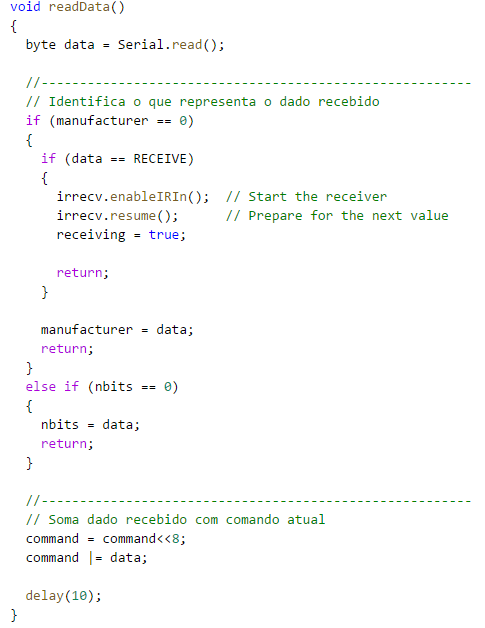 void readData()
{
  byte data = Serial.read();

  //---------------------------------------------------------
  // Identifica o que representa o dado recebido
  if (manufacturer == 0)
  {
    if (data == RECEIVE)
    {
      irrecv.enableIRIn();  // Start the receiver
      irrecv.resume();      // Prepare for the next value
      receiving = true;

      return;
    }

    manufacturer = data;
    return;
  }
  else if (nbits == 0)
  {
    nbits = data;
    return;
  }

  //---------------------------------------------------------
  // Soma dado recebido com comando atual
  command = command<<8;
  command |= data;

  delay(10);
}